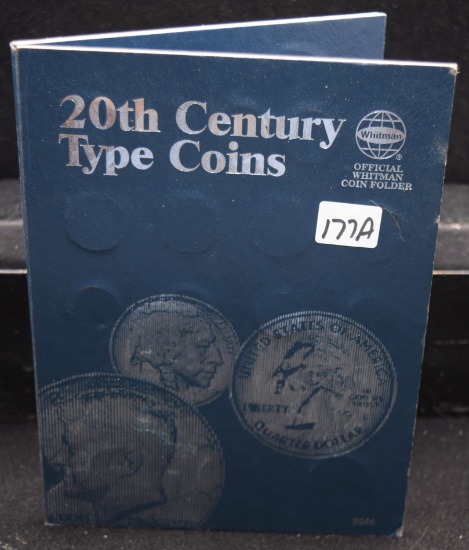 20th Century
Type Coins
Whitman
®
OFFICIAL
WHITMAN
COIN FOLDER
177A
UNITED STATES OF AMERICA
LIBERTY
QUARTER DOLLAR